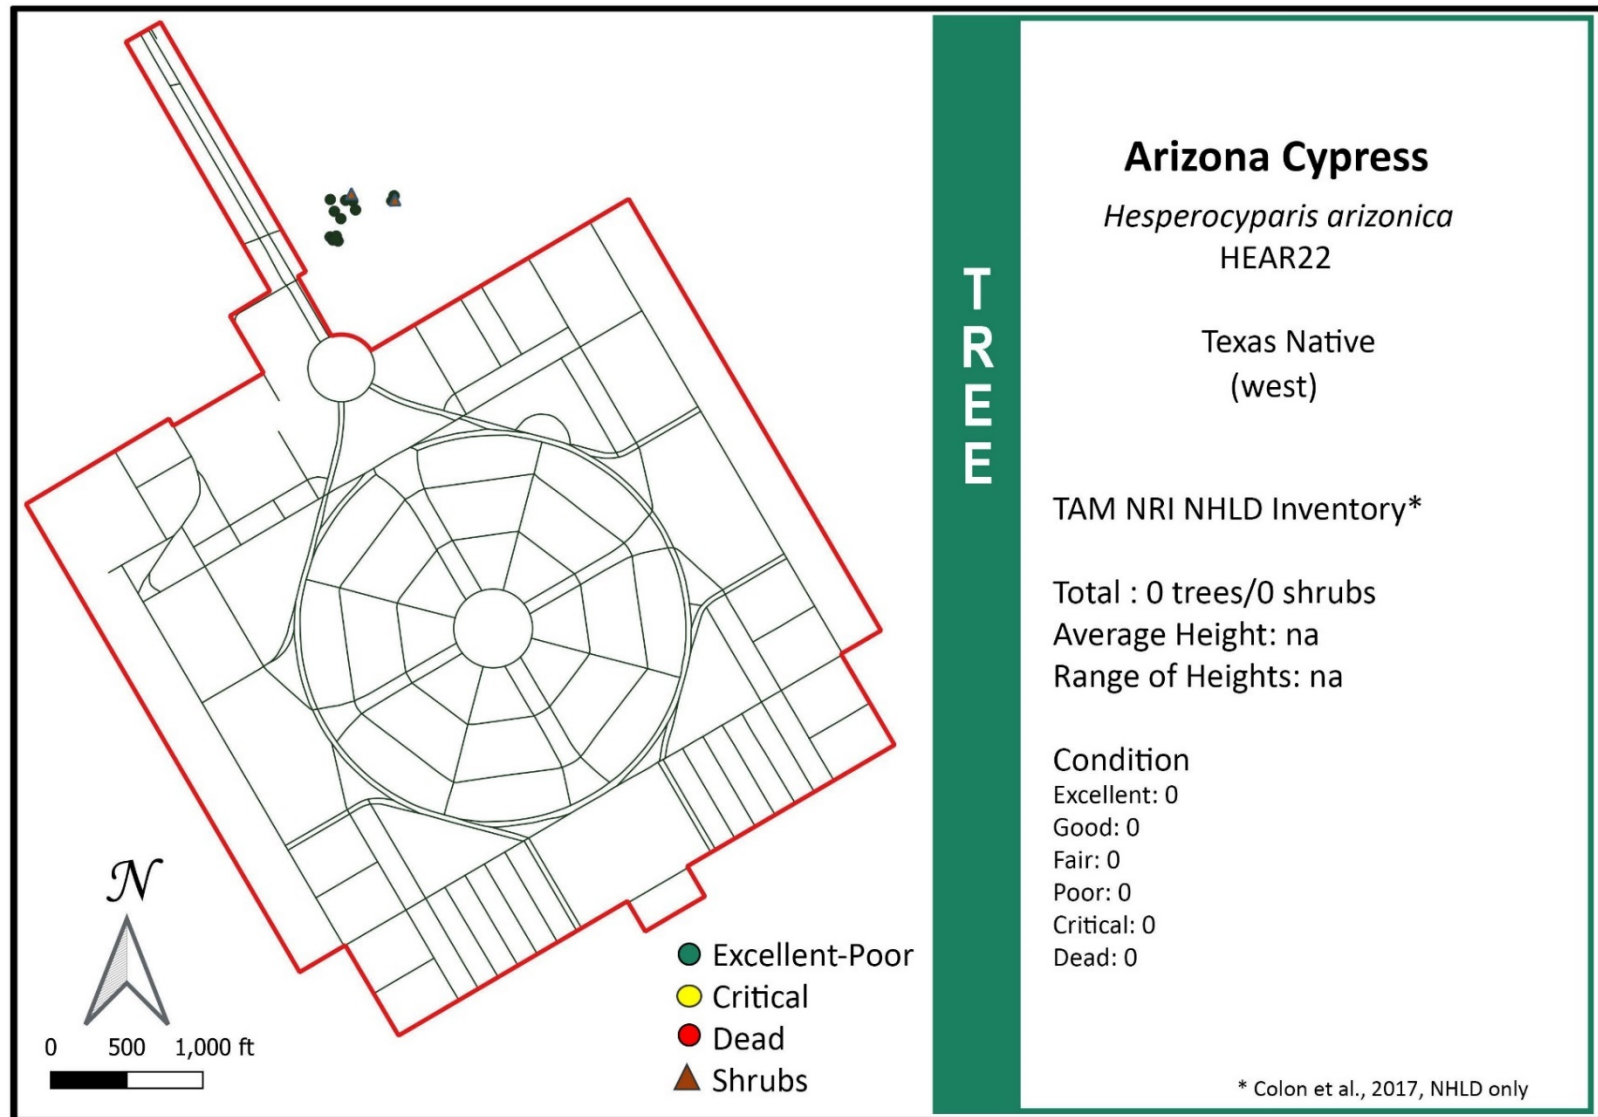 N
0 500 1,000 ft
Excellent-Poor
Critical
Dead
Shrubs
TREE
Arizona Cypress
Hesperocyparis arizonica
HEAR22
Texas Native
(west)
TAM NRI NHLD Inventory*
Total : 0 trees/0 shrubs
Average Height: na
Range of Heights: na
Condition
Excellent: 0
Good: 0
Fair: 0
Poor: 0
Critical: 0
Dead: 0
* Colon et al., 2017, NHLD only